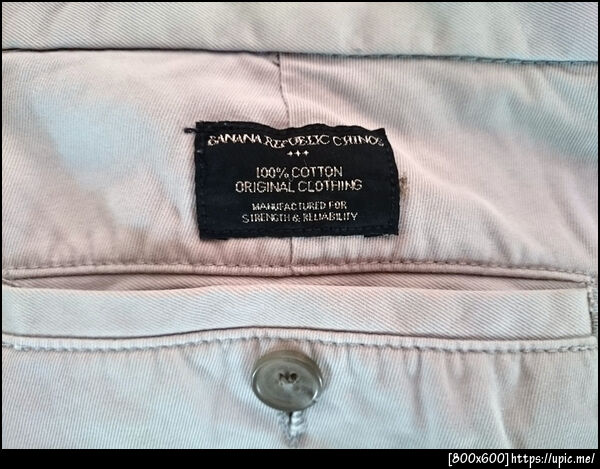 BANANA REPUBLIC CHINOS
+++
100% COTTON
ORIGINAL CLOTHING
MANUFACTURED FOR
STRENGTH & RELIABILITY
[800x600]https://upic.me/